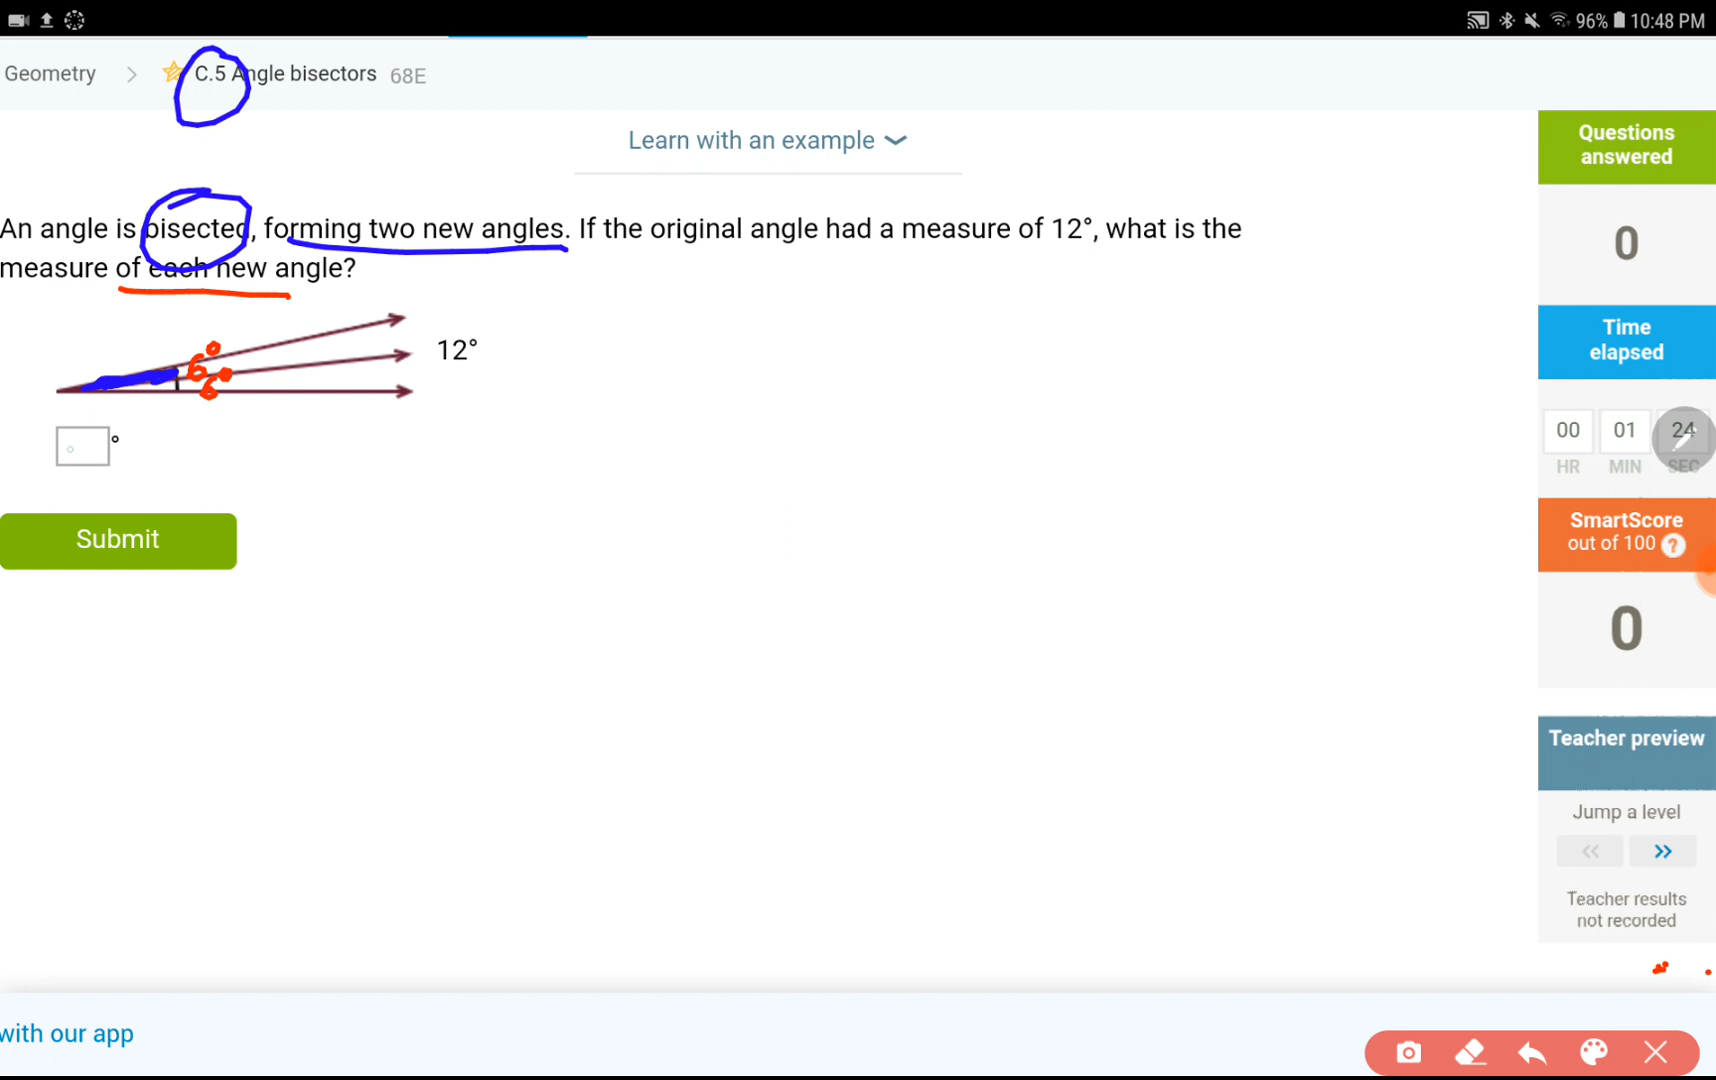 96% 10:48 PM
Geometry > C.5 Angle bisectors 68E
Learn with an example
An angle is bisected, forming two new angles. If the original angle had a measure of 12°, what is the
measure of each new angle?
12°
6°
6°
°
Submit
Questions
answered
0
Time
elapsed
00 01 24
HR MIN SEC
SmartScore
out of 100 ?
0
Teacher preview
Jump a level
<< >>
Teacher results
not recorded
with our app